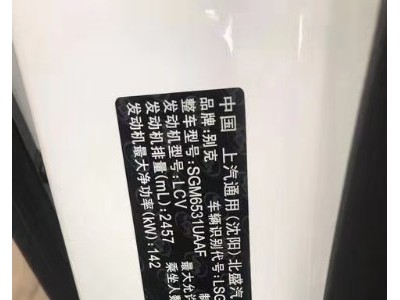 中国 上汽通用(沈阳)北盛汽
品牌:别克
车辆识别代号:LSG
整车型号:SGM6531UAAF
发动机型号:LCV
发动机排量(mL):2457
最大允
发动机最大净功率(kW):142
乘坐人